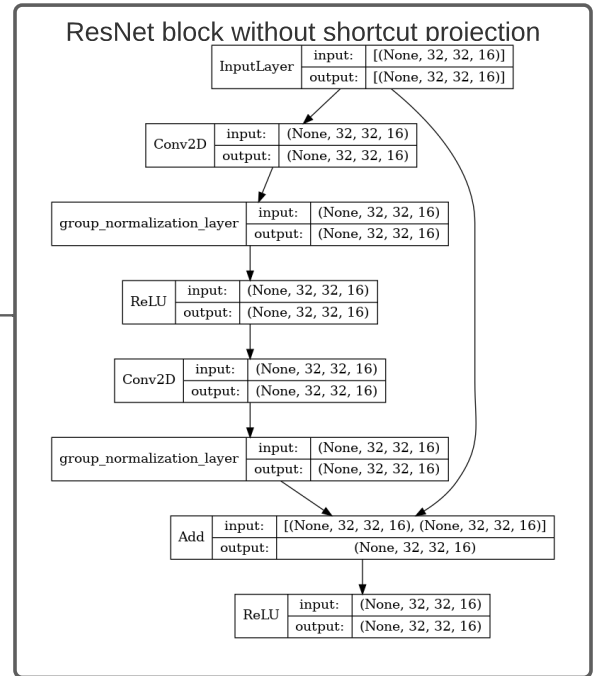 ResNet block without shortcut projection
InputLayer
input: [(None, 32, 32, 16)]
output: [(None, 32, 32, 16)]
Conv2D
input: (None, 32, 32, 16)
output: (None, 32, 32, 16)
group_normalization_layer
input: (None, 32, 32, 16)
output: (None, 32, 32, 16)
ReLU
input: (None, 32, 32, 16)
output: (None, 32, 32, 16)
Conv2D
input: (None, 32, 32, 16)
output: (None, 32, 32, 16)
group_normalization_layer
input: (None, 32, 32, 16)
output: (None, 32, 32, 16)
Add
input: [(None, 32, 32, 16), (None, 32, 32, 16)]
output: (None, 32, 32, 16)
ReLU
input: (None, 32, 32, 16)
output: (None, 32, 32, 16)